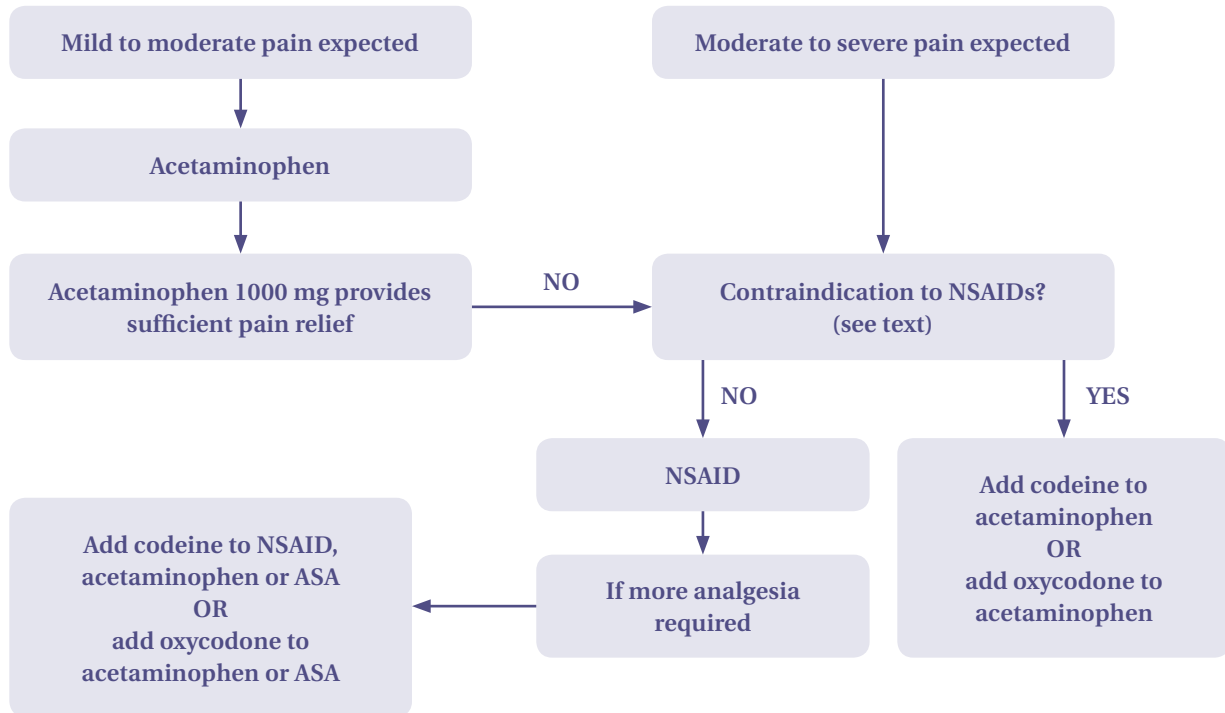 Mild to moderate pain expected
Moderate to severe pain expected
Acetaminophen
Acetaminophen 1000 mg provides
sufficient pain relief
NO
Contraindication to NSAIDs?
(see text)
NO
YES
NSAID
Add codeine to
acetaminophen
OR
add oxycodone to
acetaminophen
If more analgesia
required
Add codeine to NSAID,
acetaminophen or ASA
OR
add oxycodone to
acetaminophen or ASA